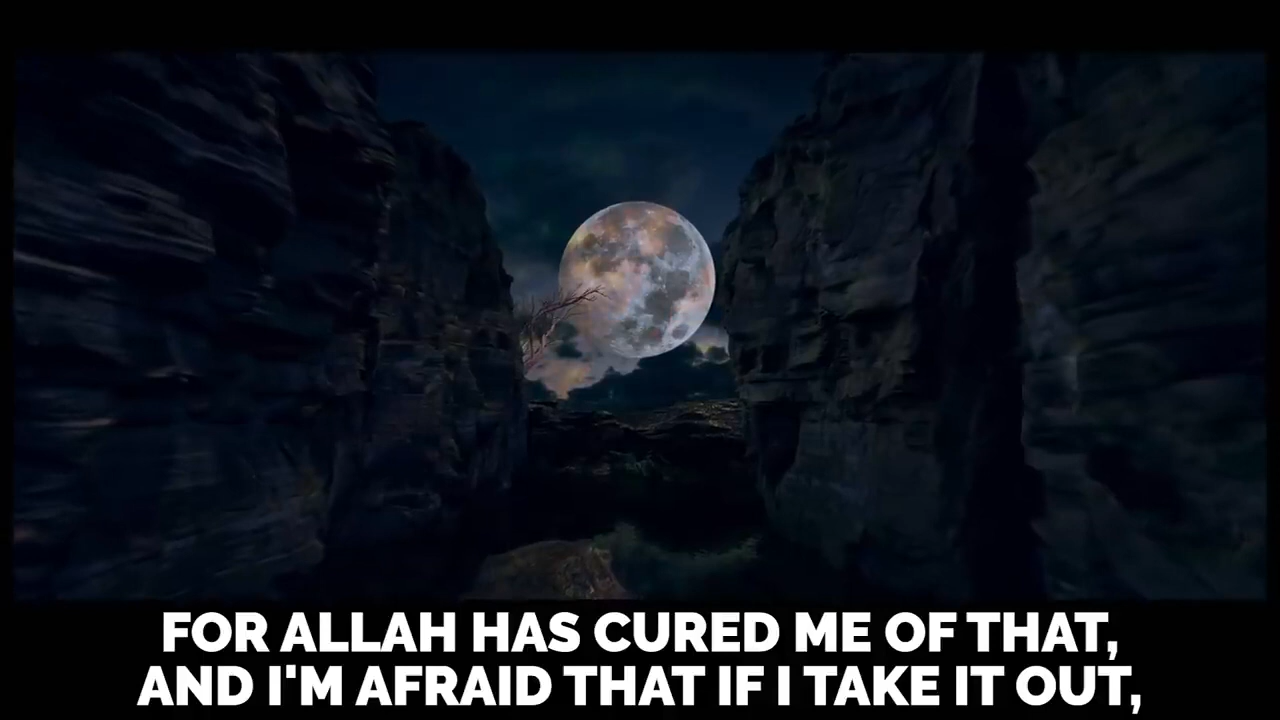 FOR ALLAH HAS CURED ME OF THAT,
AND I'M AFRAID THAT IF I TAKE IT OUT,